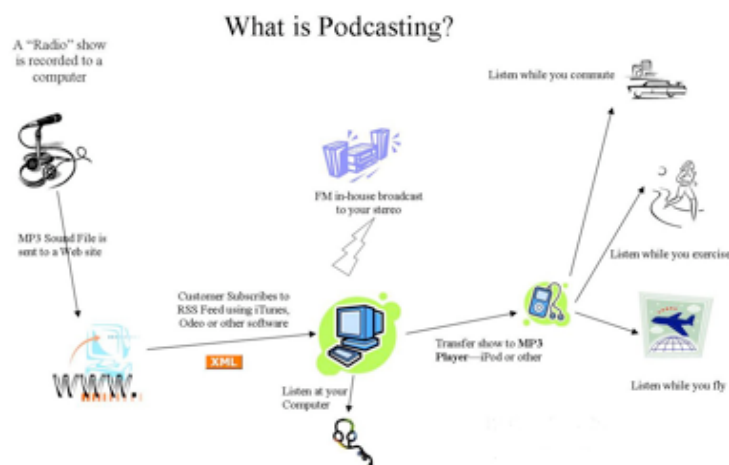 What is Podcasting?
A "Radio" show
is recorded to a
computer
Listen while you commute
FM in-house broadcast
to your stereo
MP3 Sound File is
sent to a Web site
Listen while you exercise
Customer Subscribes to
RSS Feed using iTunes,
Odeo or other software
XML
www.
Transfer show to MP3
Player—iPod or other
Listen while you fly
Listen at your
Computer